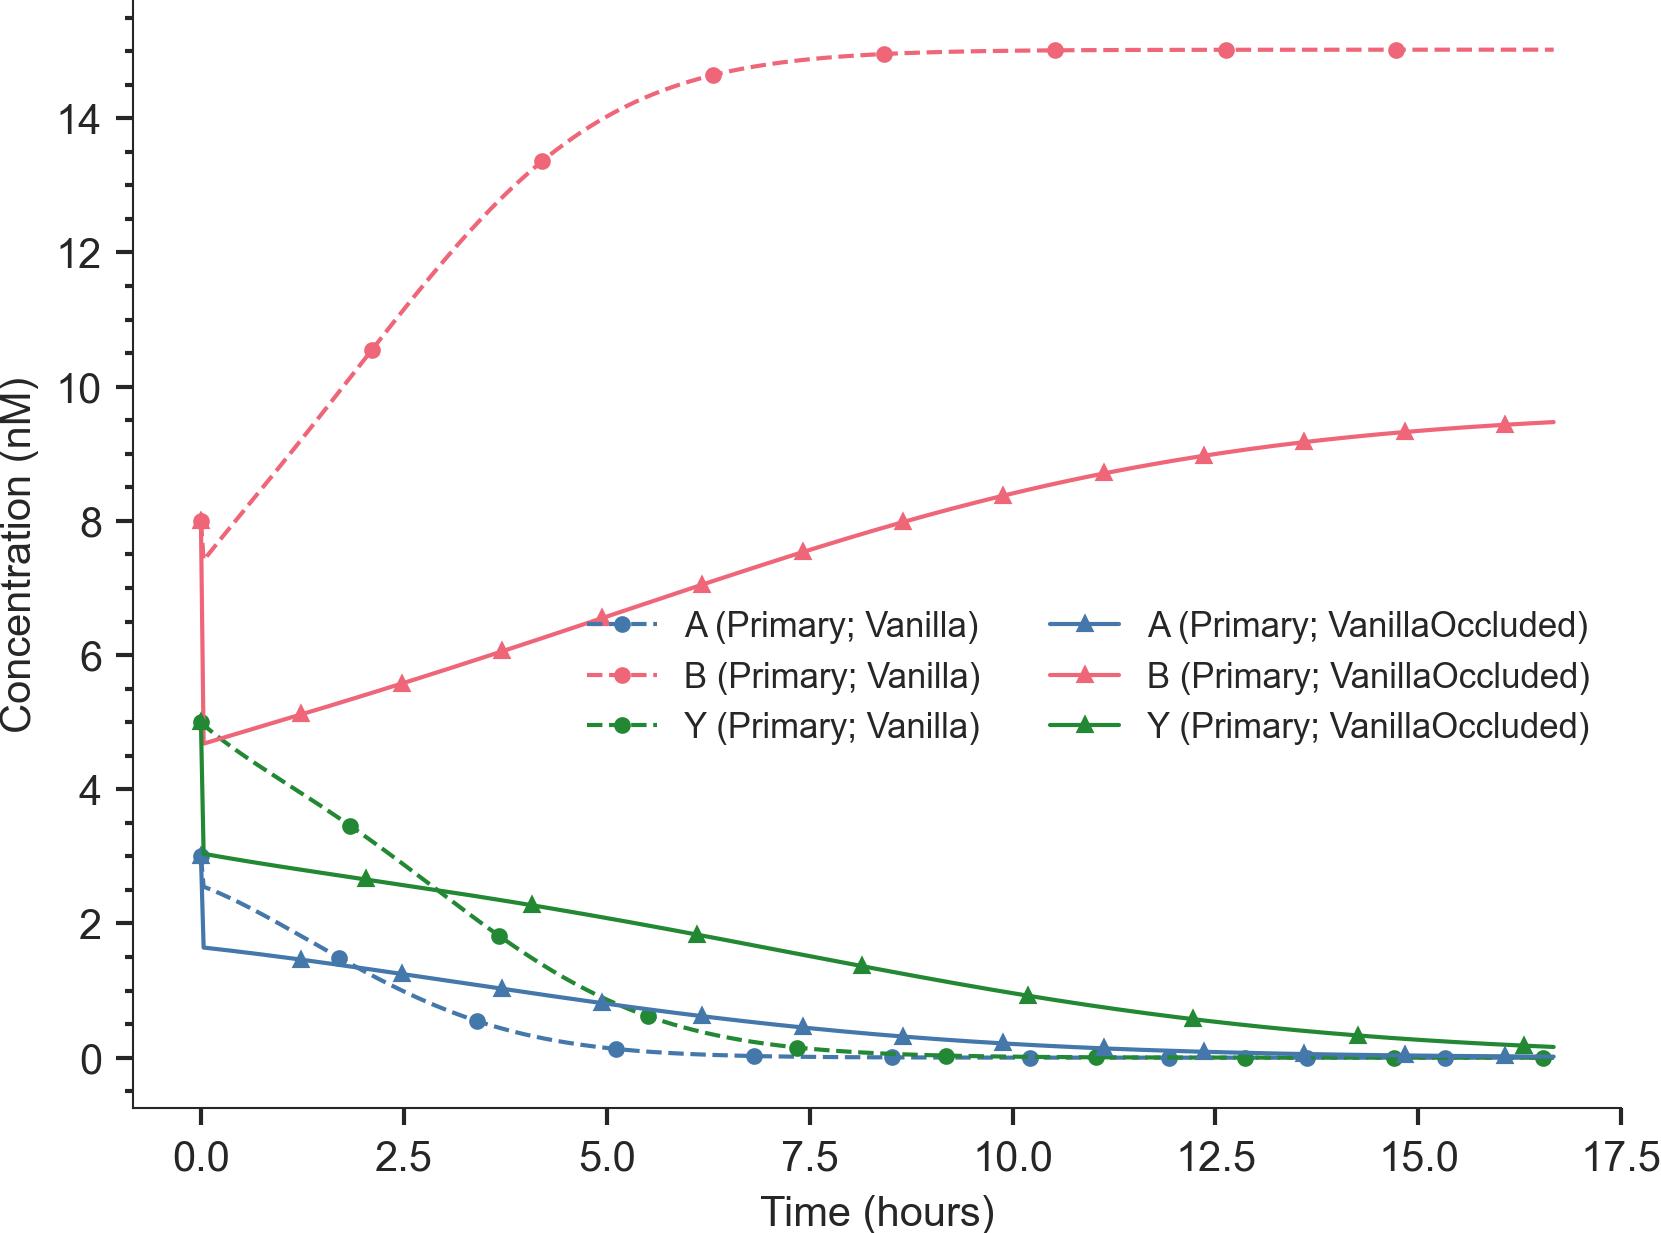 Concentration (nM)
14
12
10
8
6
4
2
0
A (Primary; Vanilla)
B (Primary; Vanilla)
Y (Primary; Vanilla)
A (Primary; VanillaOccluded)
B (Primary; VanillaOccluded)
Y (Primary; VanillaOccluded)
0.0 2.5 5.0 7.5 10.0 12.5 15.0 17.5
Time (hours)